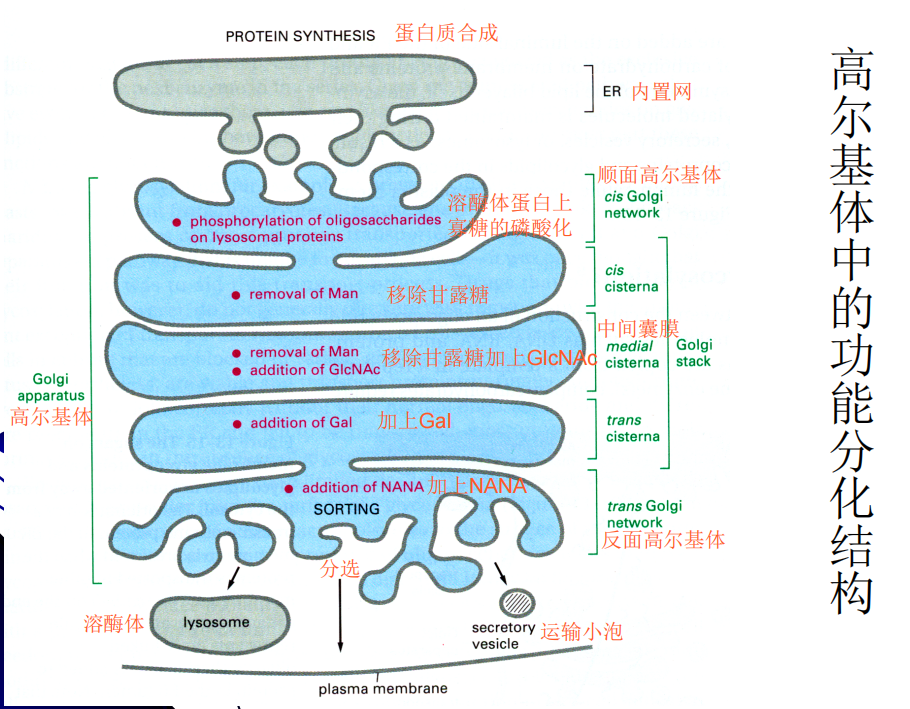 PROTEIN SYNTHESIS 蛋白质合成
ER 内置网
高尔基体中的功能分化结构
顺面高尔基体
cis Golgi
network
溶酶体蛋白上
寡糖的磷酸化
phosphorylation of oligosaccharides
on lysosomal proteins
cis
cisterna
removal of Man 移除甘露糖
中间囊膜
medial
cisterna
Golgi
stack
removal of Man
addition of GlcNAc
移除甘露糖加上GlcNAc
Golgi
apparatus
高尔基体
addition of Gal 加上Gal
trans
cisterna
addition of NANA 加上NANA
SORTING
trans Golgi
network
反面高尔基体
分选
溶酶体 lysosome
secretory
vesicle
运输小泡
plasma membrane